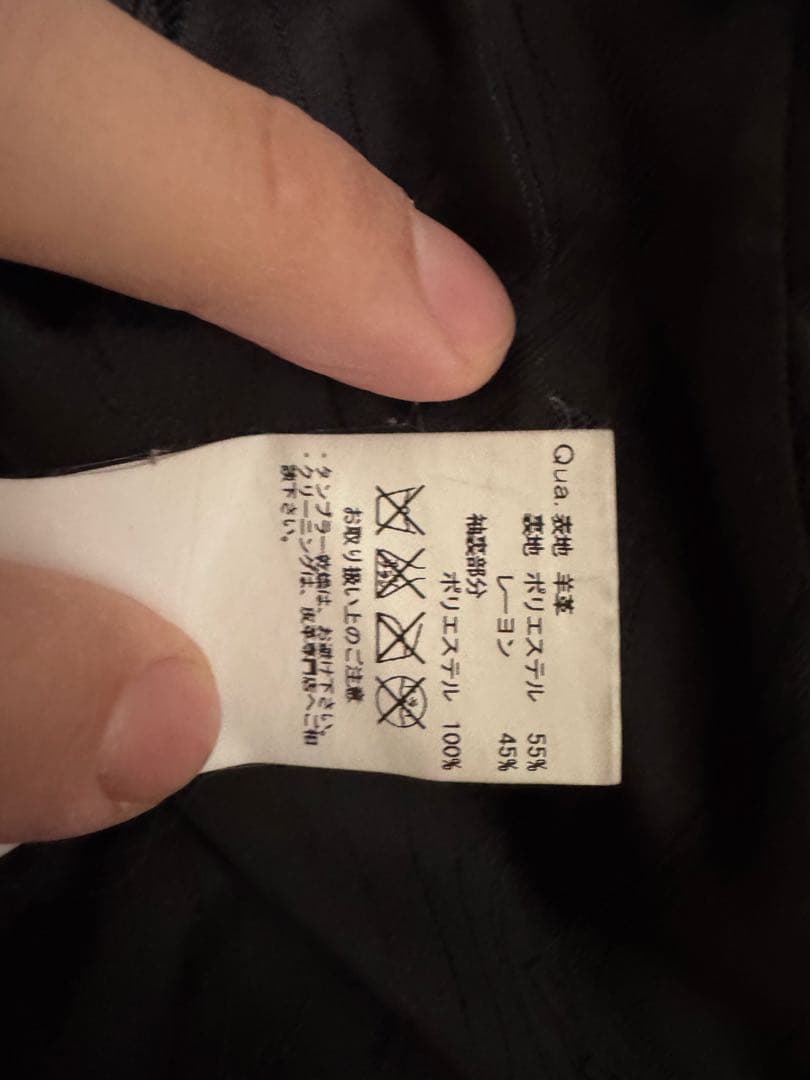 Qua. 表地 羊革
裏地 ポリエステル 55%
レーヨン 45%
袖裏部分
ポリエステル 100%
お取り扱い上のご注意
・タンブラー乾燥は、お避け下さい。
・クリーニングは、皮革専門店へご相
談下さい。